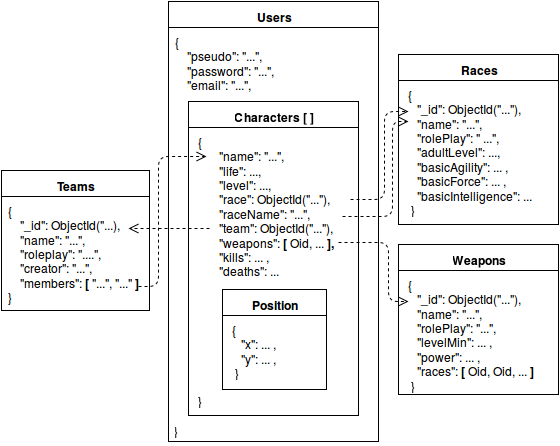 Users
{
"pseudo": "...",
"password": "...",
"email": "...",
Characters [ ]
{
"name": "...",
"life": ...,
"level": ...,
"race": ObjectId("..."),
"raceName": "...",
"team": ObjectId("..."),
"weapons": [ Oid, ... ],
"kills": ... ,
"deaths": ...
Position
{
"x": ... ,
"y": ... ,
}
}
}
Teams
{
"_id": ObjectId("...),
"name": "...",
"roleplay": "....",
"creator": "...",
"members": [ "...", "..." ]
}
Races
{
"_id": ObjectId("..."),
"name": "...",
"rolePlay": " ...",
"adultLevel": ...,
"basicAgility": ... ,
"basicForce": ... ,
"basicIntelligence": ...
}
Weapons
{
"_id": ObjectId("..."),
"name": "...",
"rolePlay": "...",
"levelMin": ... ,
"power": ... ,
"races": [ Oid, Oid, ... ]
}